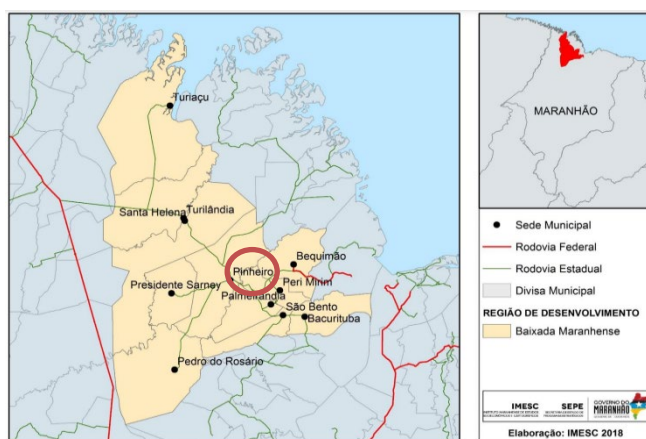 Turiaçu
Santa Helena
Turilândia
Bequimão
Pinheiro
Presidente Sarney
Peri Mirim
Palmeirândia
São Bento
Bacurituba
Pedro do Rosário
MARANHÃO
Sede Municipal
Rodovia Federal
Rodovia Estadual
Divisa Municipal
REGIÃO DE DESENVOLVIMENTO
Baixada Maranhense
IMESC
SEPE
GOVERNO DO
MARANHÃO
Elaboração: IMESC 2018